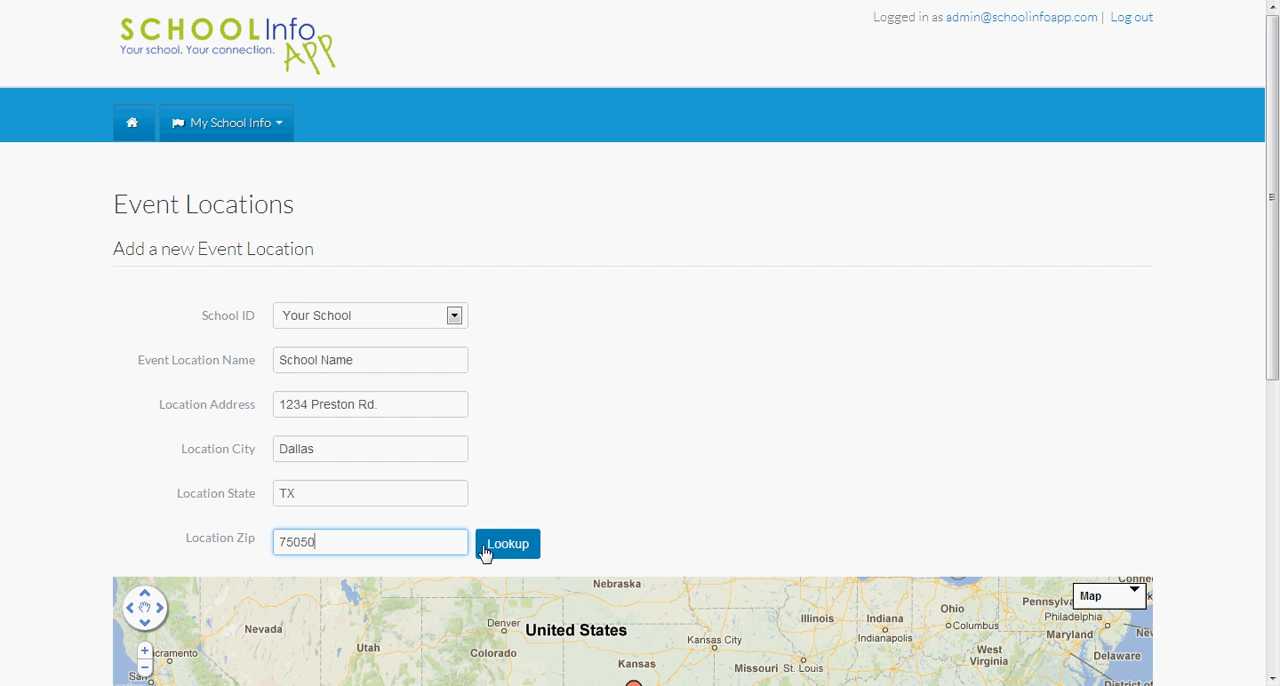 SCHOOLInfo
APP
Your school. Your connection.
Logged in as admin@schoolinfoapp.com | Log out
My School Info
Event Locations
Add a new Event Location
School ID Your School
Event Location Name School Name
Location Address 1234 Preston Rd.
Location City Dallas
Location State TX
Location Zip 75050 Lookup
Nebraska
Map
Nevada
Utah
Denver
Colorado
United States
Kansas City
Kansas
Missouri
St. Louis
Illinois
Indiana
Indianapolis
Ohio
Columbus
West
Virginia
Philadelphia
Maryland
Delaware